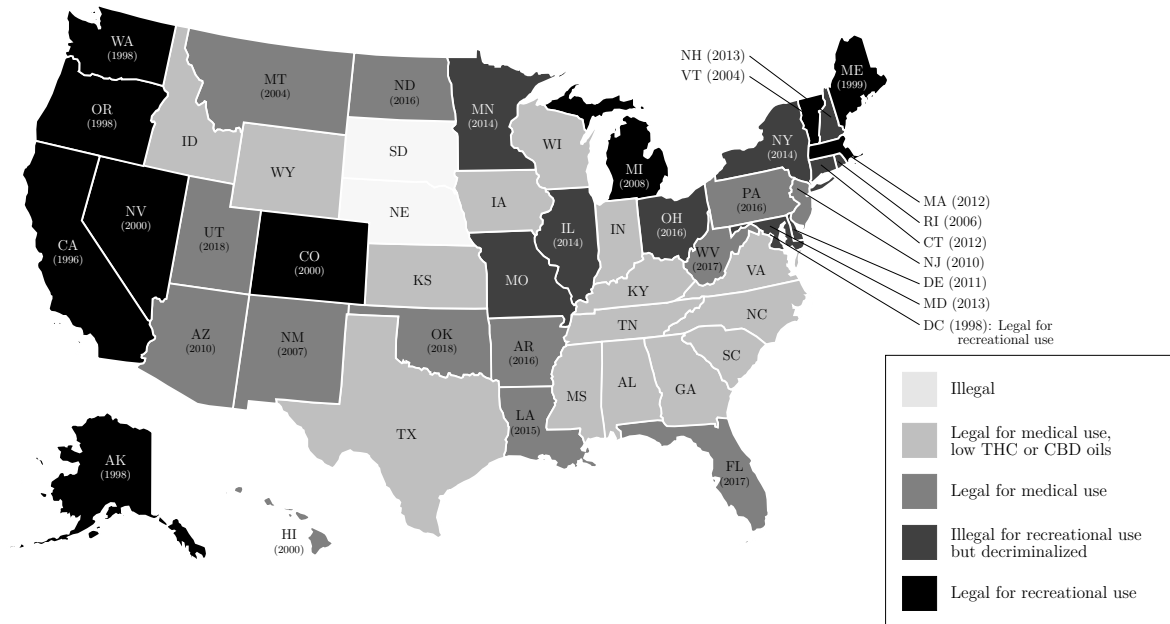 WA
(1998)
OR
(1998)
CA
(1996)
NV
(2000)
ID
MT
(2004)
WY
UT
(2018)
CO
(2000)
AZ
(2010)
NM
(2007)
ND
(2016)
SD
NE
KS
OK
(2018)
TX
MN
(2014)
IA
MO
AR
(2016)
LA
(2015)
WI
IL
(2014)
MI
(2008)
IN
OH
(2016)
KY
TN
MS
AL
GA
FL
(2017)
SC
NC
VA
WV
(2017)
PA
(2016)
NY
(2014)
ME
(1999)
NH (2013)
VT (2004)
MA (2012)
RI (2006)
CT (2012)
NJ (2010)
DE (2011)
MD (2013)
DC (1998): Legal for
recreational use
AK
(1998)
HI
(2000)
Illegal
Legal for medical use,
low THC or CBD oils
Legal for medical use
Illegal for recreational use
but decriminalized
Legal for recreational use